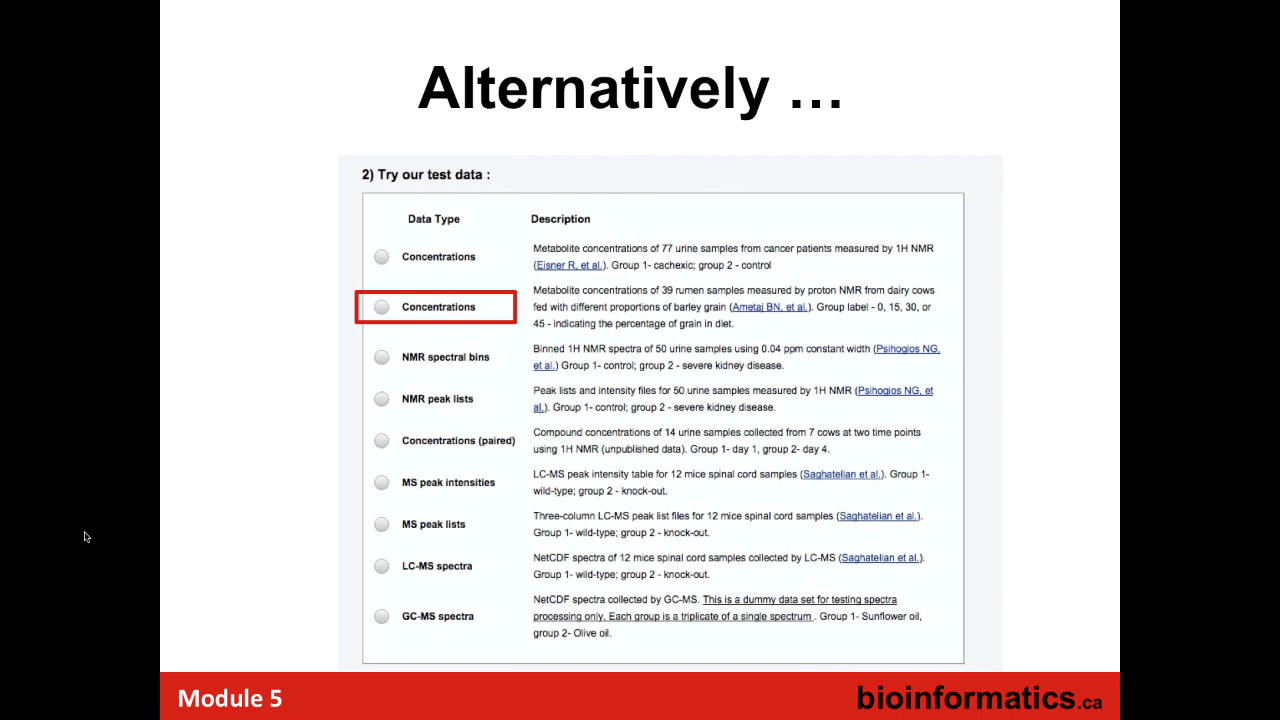 Alternatively …
2) Try our test data :
Data Type Description
Concentrations
Metabolite concentrations of 77 urine samples from cancer patients measured by 1H NMR
(Eisner R, et al.). Group 1- cachexic; group 2 - control
Concentrations
Metabolite concentrations of 39 rumen samples measured by proton NMR from dairy cows
fed with different proportions of barley grain (Ametaj BN, et al.). Group label - 0, 15, 30, or
45 - indicating the percentage of grain in diet.
NMR spectral bins
Binned 1H NMR spectra of 50 urine samples using 0.04 ppm constant width (Psihogios NG,
et al.) Group 1- control; group 2 - severe kidney disease.
NMR peak lists
Peak lists and intensity files for 50 urine samples measured by 1H NMR (Psihogios NG, et
al.). Group 1- control; group 2 - severe kidney disease.
Concentrations (paired)
Compound concentrations of 14 urine samples collected from 7 cows at two time points
using 1H NMR (unpublished data). Group 1- day 1, group 2- day 4.
MS peak intensities
LC-MS peak intensity table for 12 mice spinal cord samples (Saghatelian et al.). Group 1-
wild-type; group 2 - knock-out.
MS peak lists
Three-column LC-MS peak list files for 12 mice spinal cord samples (Saghatelian et al.).
Group 1- wild-type; group 2 - knock-out.
LC-MS spectra
NetCDF spectra of 12 mice spinal cord samples collected by LC-MS (Saghatelian et al.).
Group 1- wild-type; group 2 - knock-out.
GC-MS spectra
NetCDF spectra collected by GC-MS. This is a dummy data set for testing spectra
processing only. Each group is a triplicate of a single spectrum . Group 1- Sunflower oil,
group 2- Olive oil.
Module 5
bioinformatics.ca